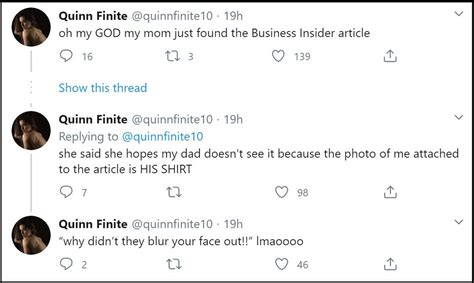 Quinn Finite @quinnfinite10 · 19h
oh my GOD my mom just found the Business Insider article
16 3 139
Show this thread
Quinn Finite @quinnfinite10 · 19h
Replying to @quinnfinite10
she said she hopes my dad doesn't see it because the photo of me attached
to the article is HIS SHIRT
7 98
Quinn Finite @quinnfinite10 · 19h
“why didn't they blur your face out!!” lmaoooo
2 46